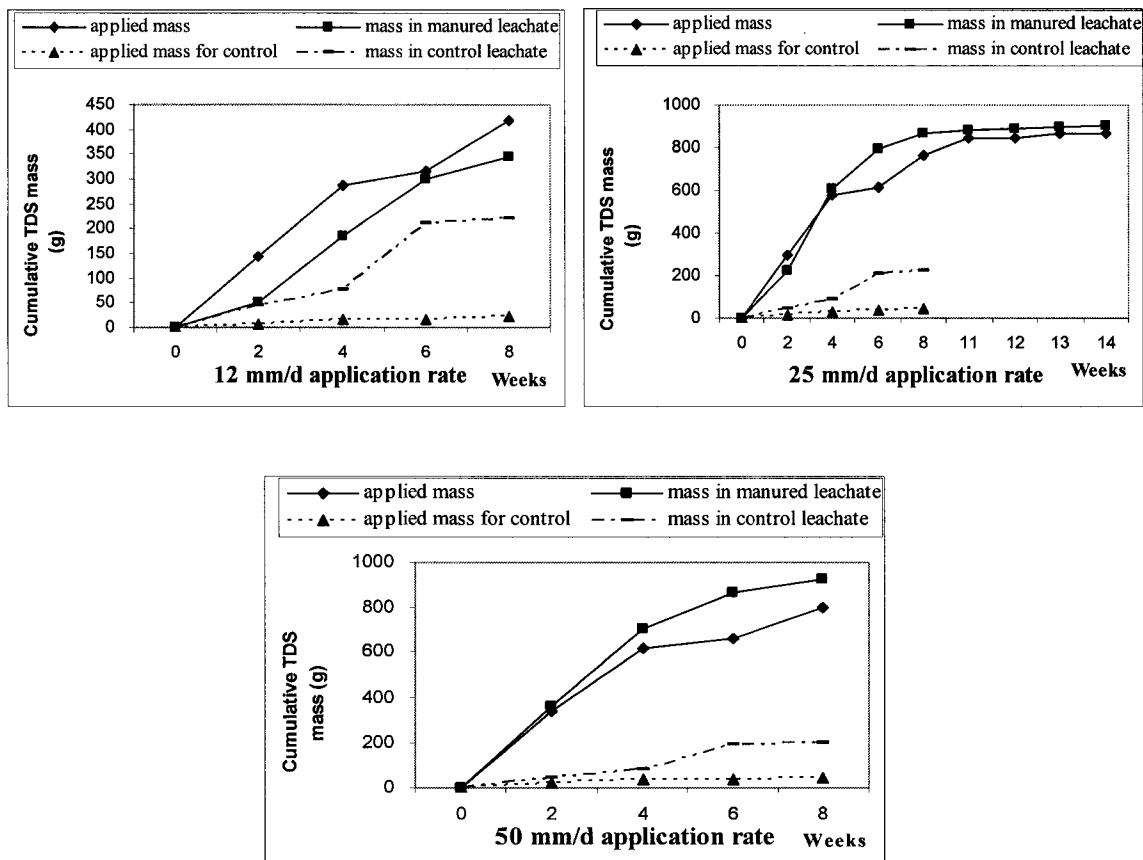 applied mass
mass in manured leachate
applied mass for control
mass in control leachate
Cumulative TDS mass
(g)
450
400
350
300
250
200
150
100
50
0
0 2 4 6 8
12 mm/d application rate Weeks
applied mass
mass in manured leachate
applied mass for control
mass in control leachate
Cumulative TDS mass
(g)
1000
800
600
400
200
0
0 2 4 6 8 11 12 13 14
25 mm/d application rate Weeks
applied mass
mass in manured leachate
applied mass for control
mass in control leachate
Cumulative TDS
mass (g)
1000
800
600
400
200
0
0 2 4 6 8
50 mm/d application rate Weeks